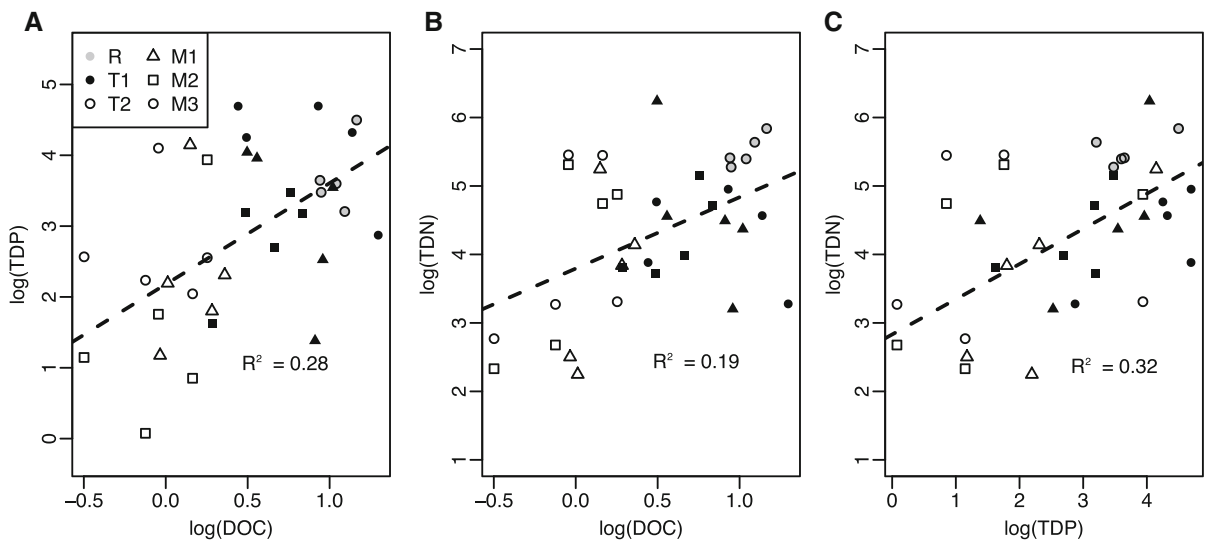 A
R M1
T1 M2
T2 M3
5
4
3
2
1
0
log(TDP)
R² = 0.28
−0.5 0.0 0.5 1.0
log(DOC)
B
7
6
5
4
3
2
1
log(TDN)
R² = 0.19
−0.5 0.0 0.5 1.0
log(DOC)
C
7
6
5
4
3
2
1
log(TDN)
R² = 0.32
0 1 2 3 4
log(TDP)